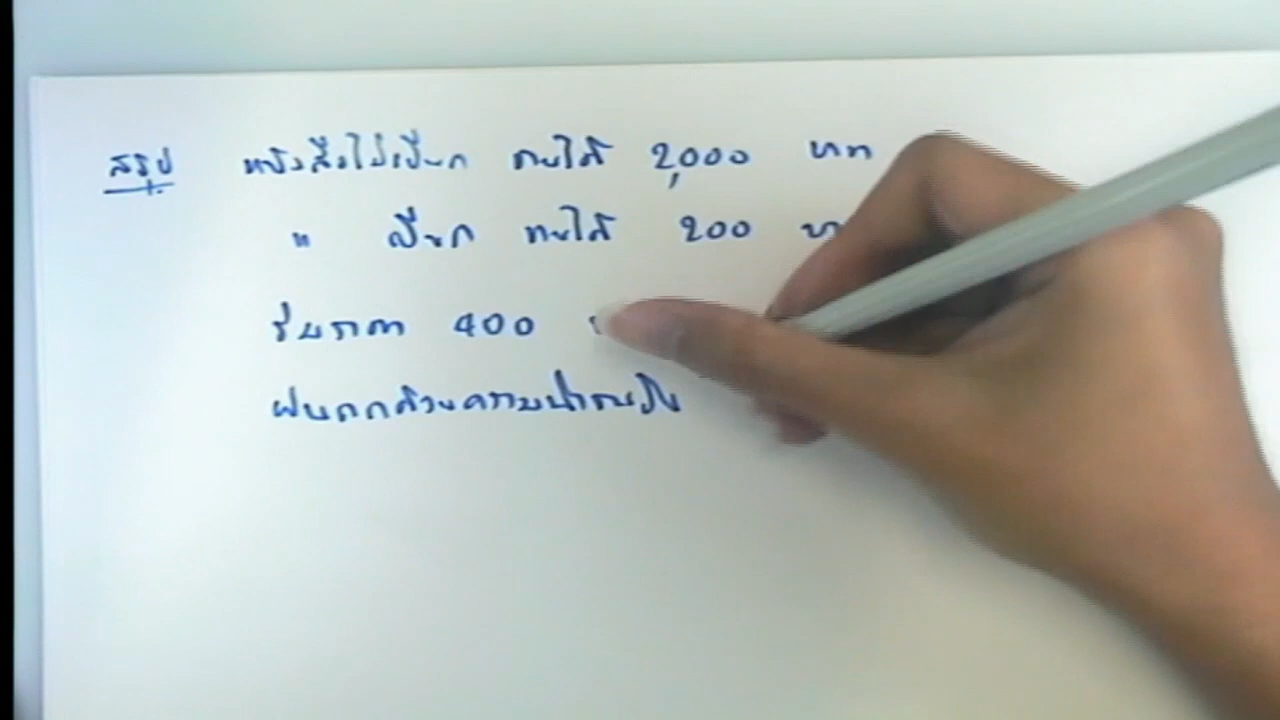 สรุป หนังสือไม่เปียก ขายได้ 2,000 บาท
" เปียก ขายได้ 200
ร่มราคา 400
ฝนตกด้วยความน่าจะเป็น